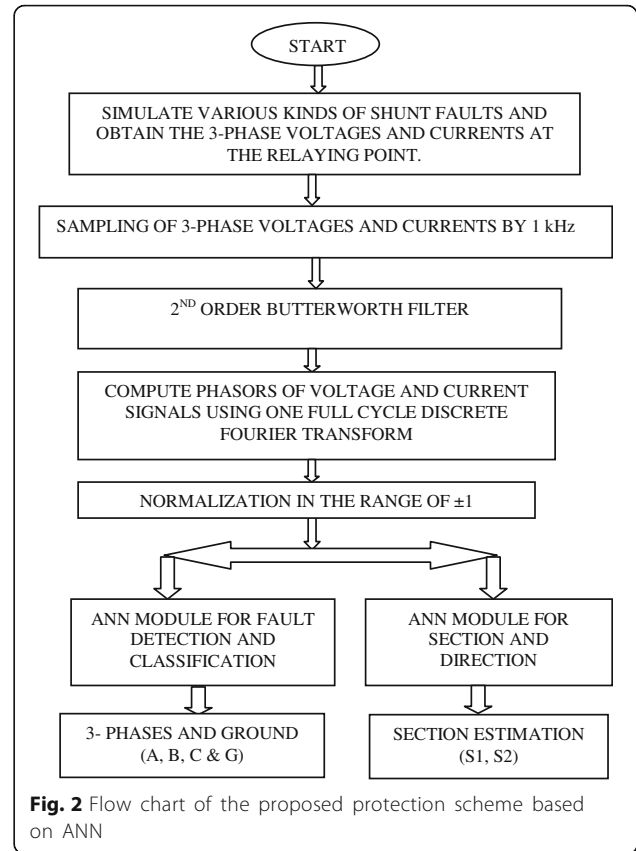 START
SIMULATE VARIOUS KINDS OF SHUNT FAULTS AND
OBTAIN THE 3-PHASE VOLTAGES AND CURRENTS AT
THE RELAYING POINT.
SAMPLING OF 3-PHASE VOLTAGES AND CURRENTS BY 1 kHz
2ND ORDER BUTTERWORTH FILTER
COMPUTE PHASORS OF VOLTAGE AND CURRENT
SIGNALS USING ONE FULL CYCLE DISCRETE
FOURIER TRANSFORM
NORMALIZATION IN THE RANGE OF ±1
ANN MODULE FOR FAULT
DETECTION AND
CLASSIFICATION
ANN MODULE FOR
SECTION AND
DIRECTION
3- PHASES AND GROUND
(A, B, C & G)
SECTION ESTIMATION
(S1, S2)
Fig. 2 Flow chart of the proposed protection scheme based
on ANN